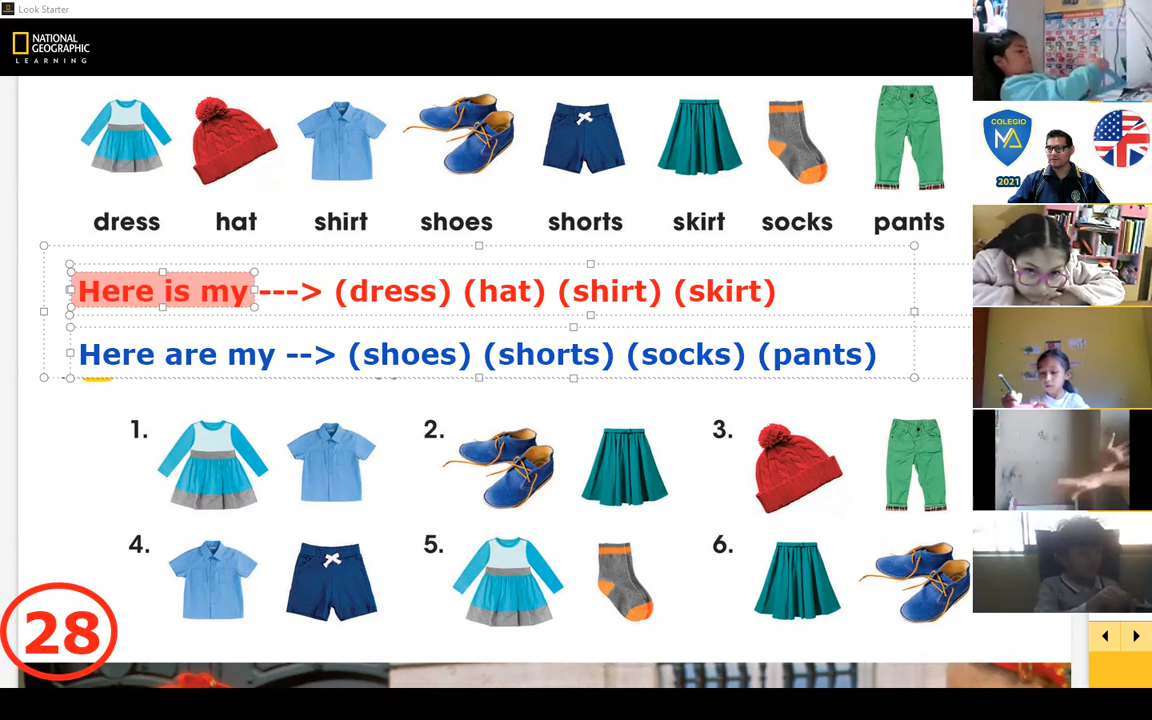 Look Starter
NATIONAL
GEOGRAPHIC
LEARNING
dress hat shirt shoes shorts skirt socks pants
Here is my ---> (dress) (hat) (shirt) (skirt)
Here are my --> (shoes) (shorts) (socks) (pants)
1. 2. 3.
4. 5. 6.
28
COLEGIO
MA
2021